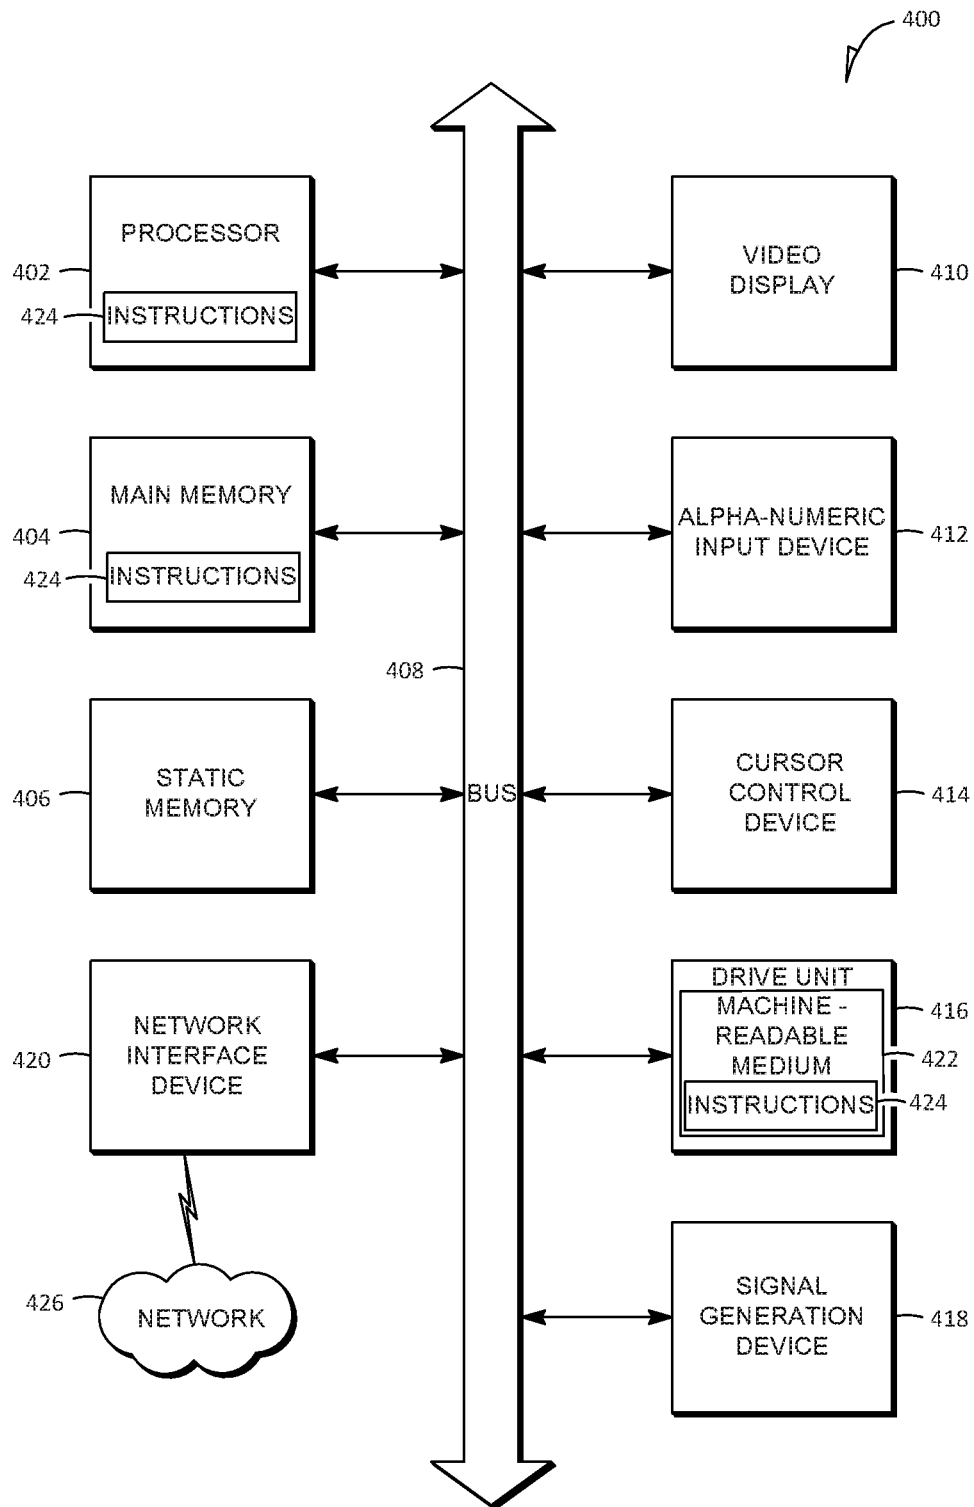 400
PROCESSOR
402
424
INSTRUCTIONS
VIDEO
DISPLAY
410
MAIN MEMORY
404
424
INSTRUCTIONS
ALPHA-NUMERIC
INPUT DEVICE
412
408
STATIC
MEMORY
406
BUS
CURSOR
CONTROL
DEVICE
414
NETWORK
INTERFACE
DEVICE
420
DRIVE UNIT
MACHINE -
READABLE
MEDIUM
INSTRUCTIONS
416
422
424
426
NETWORK
SIGNAL
GENERATION
DEVICE
418